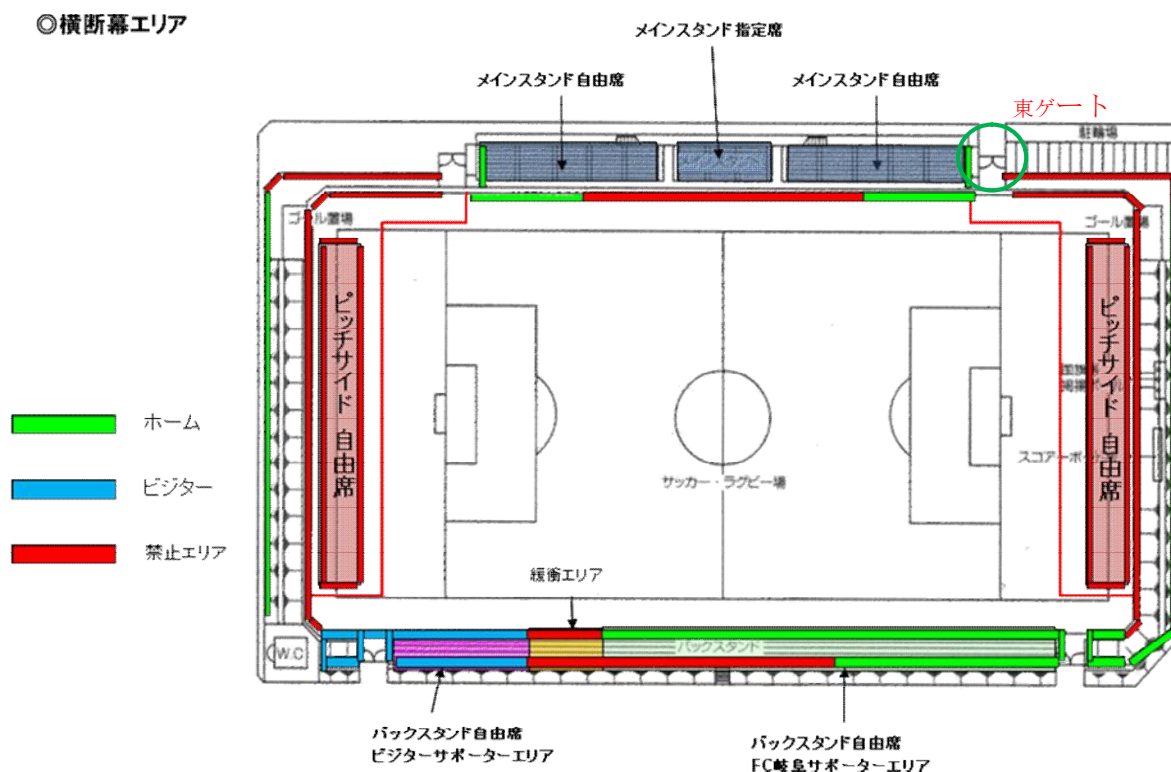 ◎横断幕エリア
メインスタンド指定席
メインスタンド自由席
メインスタンド自由席
東ゲート
駐輪場
ゴール置場
ゴール置場
ピッチサイド 自由席
ピッチサイド 自由席
ホーム
ビジター
禁止エリア
スコアーボード
サッカー・ラグビー場
緩衝エリア
W.C
バックスタンド
バックスタンド自由席
ビジターサポーターエリア
バックスタンド自由席
FC岐阜サポーターエリア